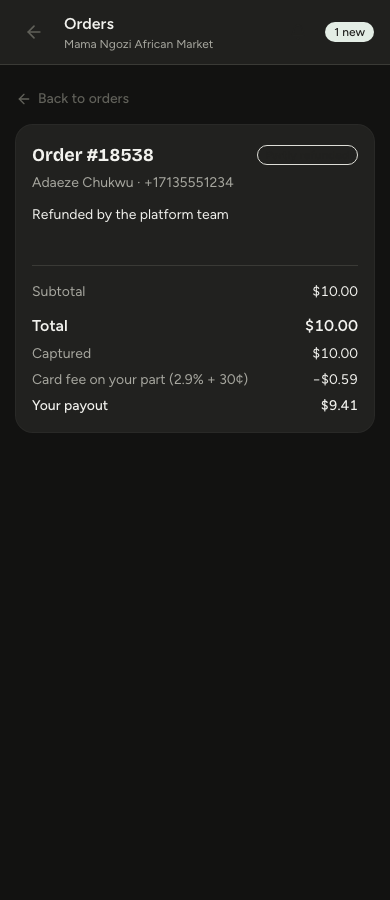 Orders
Mama Ngozi African Market
1 new
Back to orders
Order #18538
Adaeze Chukwu · +17135551234
Refunded by the platform team
Subtotal $10.00
Total $10.00
Captured $10.00
Card fee on your part (2.9% + 30¢) −$0.59
Your payout $9.41